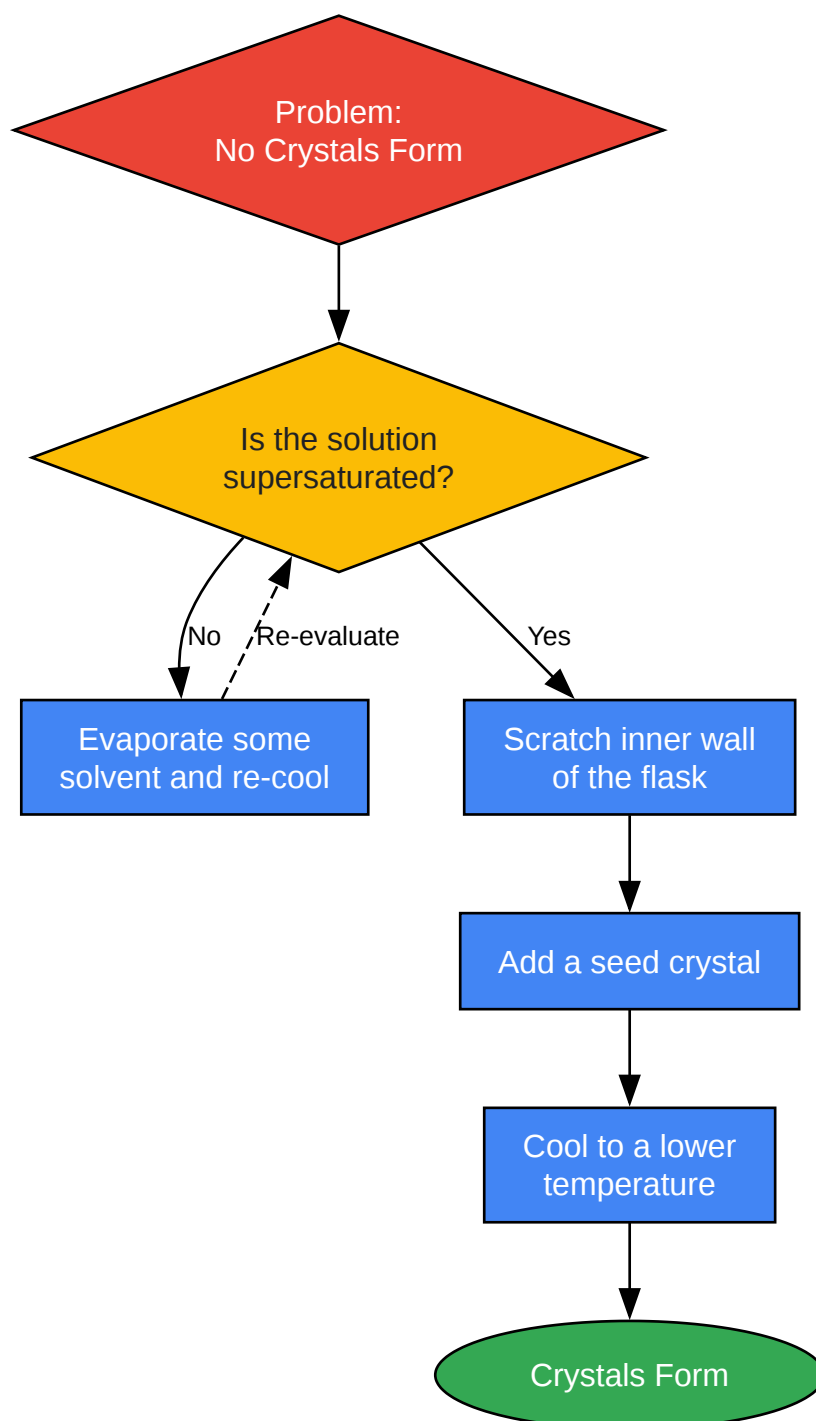 Problem:
No Crystals Form
Is the solution
supersaturated?
No
Re-evaluate
Yes
Evaporate some
solvent and re-cool
Scratch inner wall
of the flask
Add a seed crystal
Cool to a lower
temperature
Crystals Form